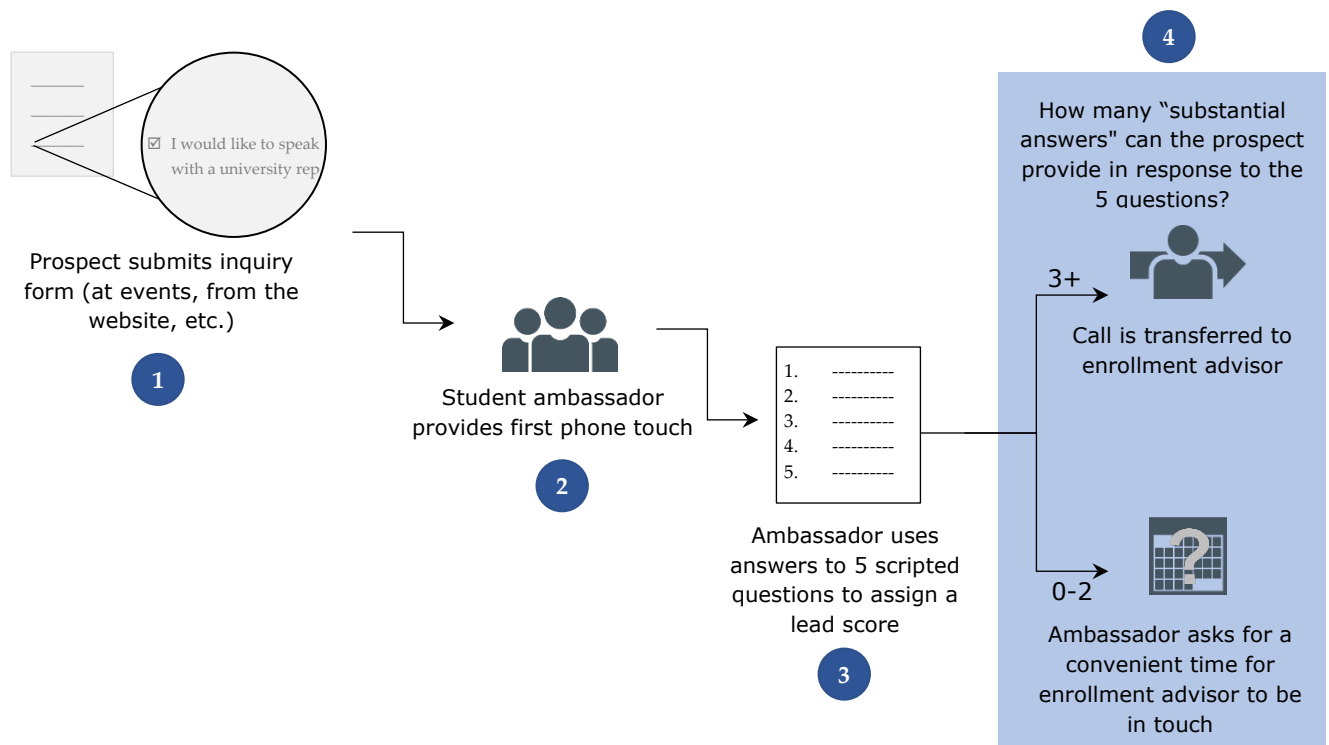 ☑ I would like to speak
with a university rep
Prospect submits inquiry
form (at events, from the
website, etc.)
1
Student ambassador
provides first phone touch
2
1. ----------
2. ----------
3. ----------
4. ----------
5. ----------
Ambassador uses
answers to 5 scripted
questions to assign a
lead score
3
4
How many “substantial
answers" can the prospect
provide in response to the
5 questions?
3+
Call is transferred to
enrollment advisor
?
0-2
Ambassador asks for a
convenient time for
enrollment advisor to be
in touch